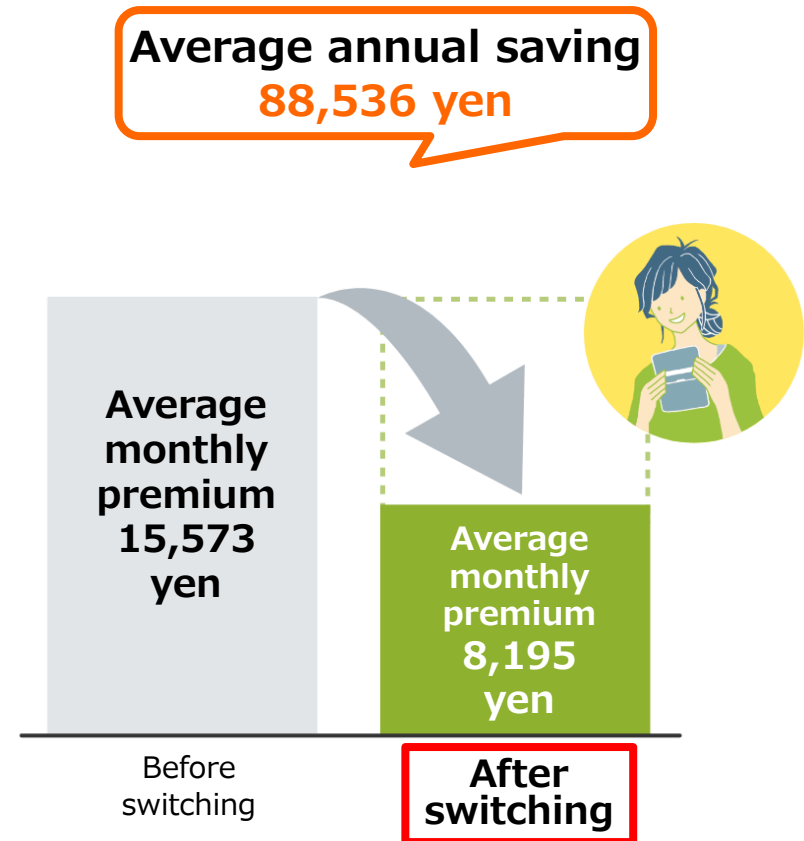 Average annual saving
88,536 yen
Average
monthly
premium
15,573
yen
Average
monthly
premium
8,195
yen
Before
switching
After
switching